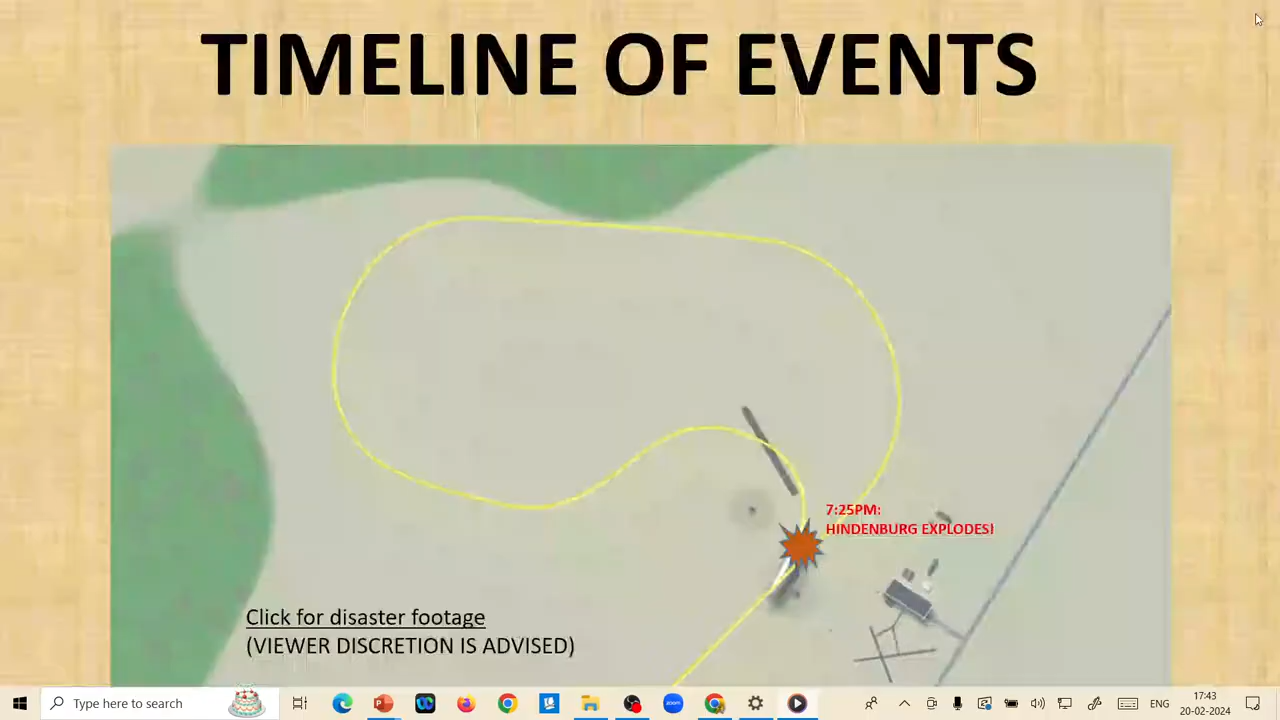 TIMELINE OF EVENTS
7:25PM:
HINDENBURG EXPLODES!
Click for disaster footage
(VIEWER DISCRETION IS ADVISED)
Type here to search
zoom
ENG
17:43
20-02-2024